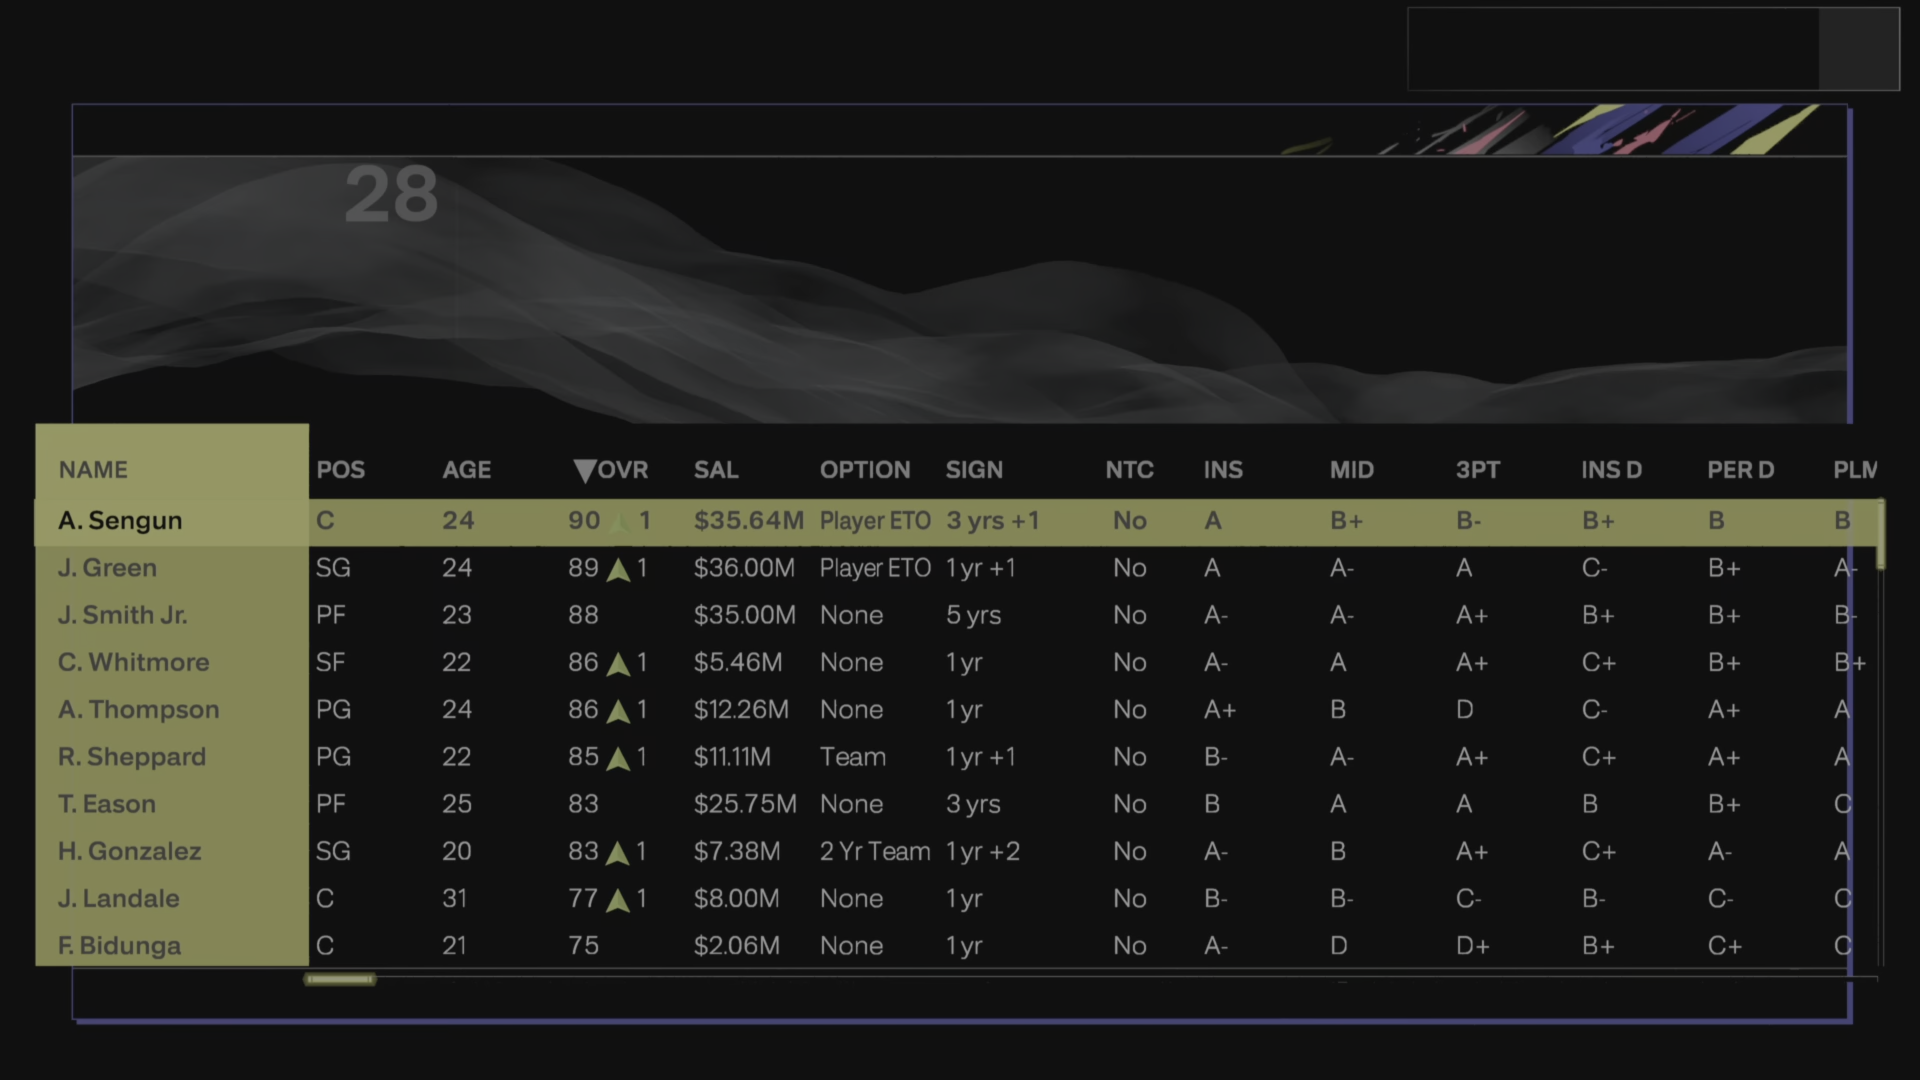 28
NAME POS AGE OVR SAL OPTION SIGN NTC INS MID 3PT INS D PER D PLM
A. Sengun C 24 90 1 $35.64M Player ETO 3 yrs +1 No A B+ B- B+ B B
J. Green SG 24 89 1 $36.00M Player ETO 1 yr +1 No A A- A C- B+ A-
J. Smith Jr. PF 23 88 $35.00M None 5 yrs No A- A- A+ B+ B+ B-
C. Whitmore SF 22 86 1 $5.46M None 1 yr No A- A A+ C+ B+ B+
A. Thompson PG 24 86 1 $12.26M None 1 yr No A+ B D C- A+ A
R. Sheppard PG 22 85 1 $11.11M Team 1 yr +1 No B- A- A+ C+ A+ A
T. Eason PF 25 83 $25.75M None 3 yrs No B A A B B+ C
H. Gonzalez SG 20 83 1 $7.38M 2 Yr Team 1 yr +2 No A- B A+ C+ A- A
J. Landale C 31 77 1 $8.00M None 1 yr No B- B- C- B- C- C
F. Bidunga C 21 75 $2.06M None 1 yr No A- D D+ B+ C+ C